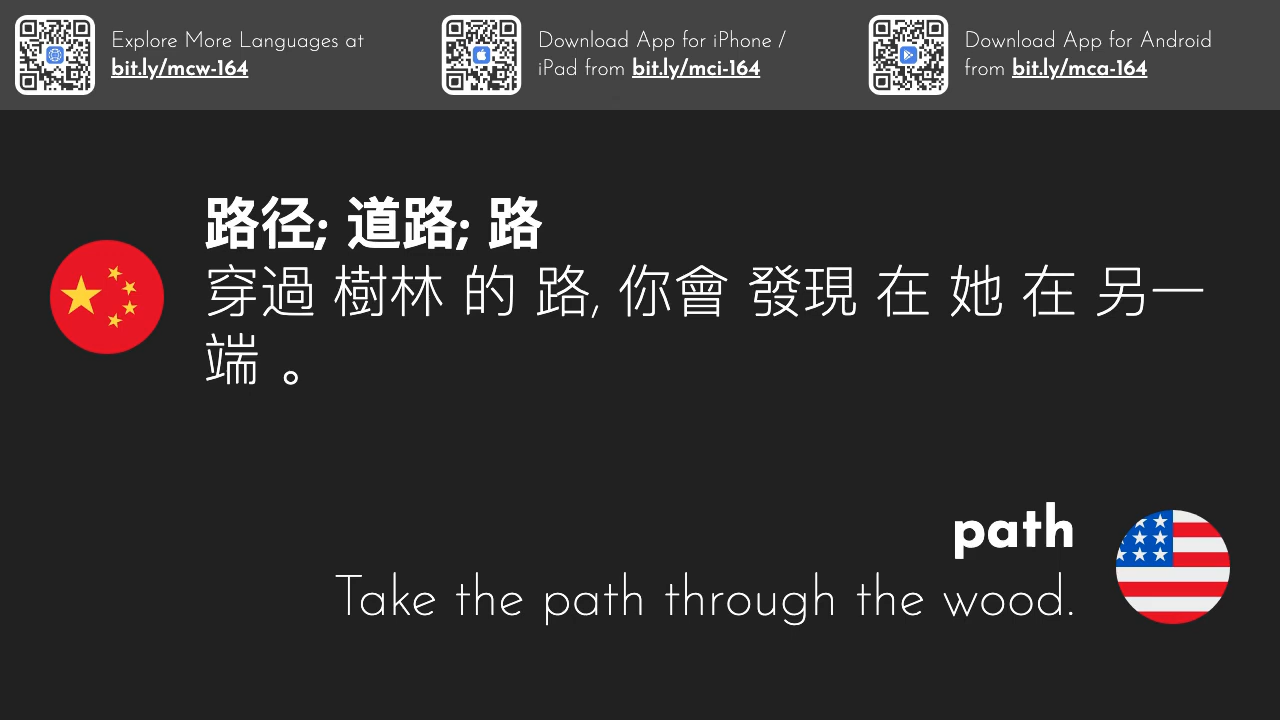 Explore More Languages at
bit.ly/mcw-164
Download App for iPhone /
iPad from bit.ly/mci-164
Download App for Android
from bit.ly/mca-164
路径; 道路; 路
穿過 樹林 的 路, 你會 發現 在 她 在 另一
端 。
path
Take the path through the wood.